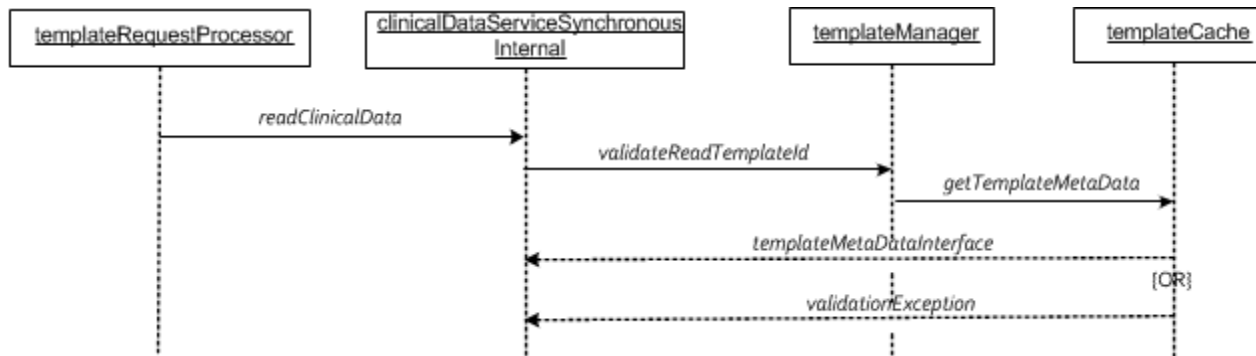 templateRequestProcessor
clinicalDataServiceSynchronous
Internal
templateManager
templateCache
readClinicalData
validateReadTemplateId
getTemplateMetaData
templateMetaDataInterface
[OR}
validationException